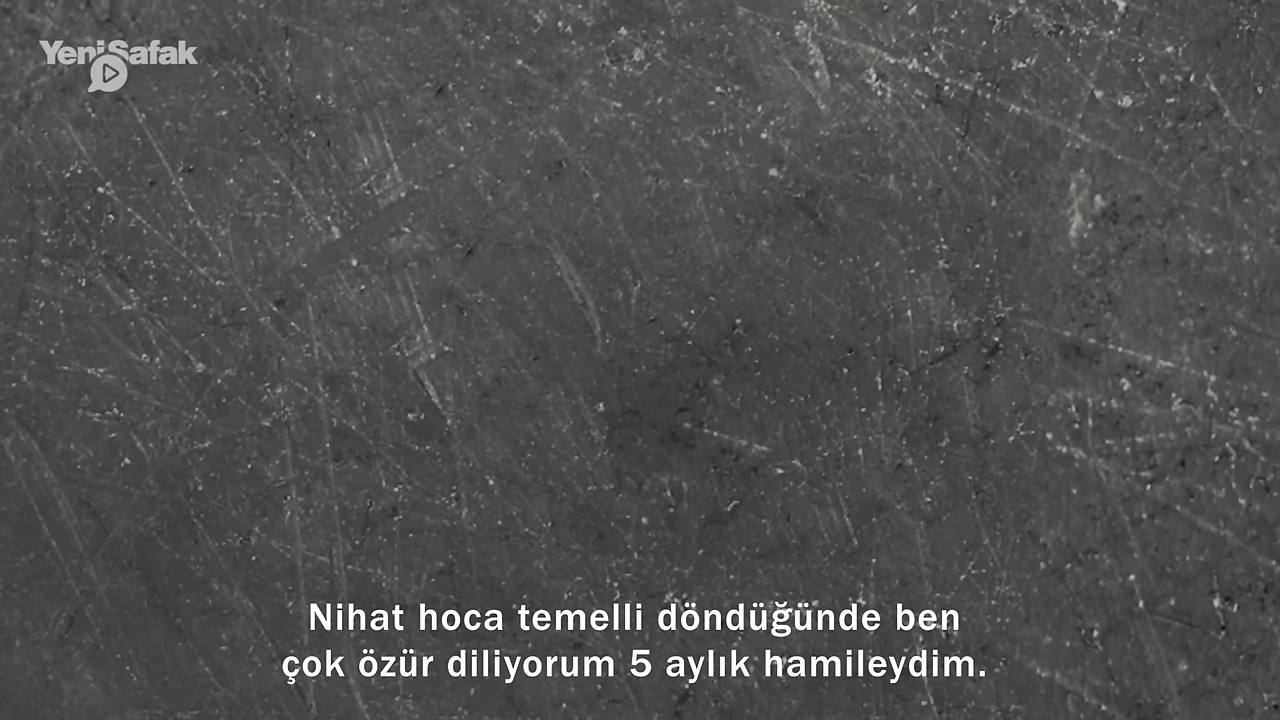 YeniSafak
Nihat hoca temelli döndüğünde ben
çok özür diliyorum 5 aylık hamileydim.